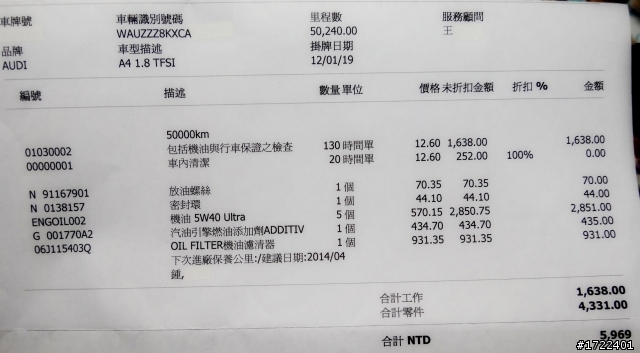 車牌號 車輛識別號碼 里程數 服務顧問
WAUZZZ8KXCA 50,240.00 王
品牌 車型描述 掛牌日期
AUDI A4 1.8 TFSI 12/01/19
編號 描述 數量 單位 價格 未折扣金額 折扣 % 金額
50000km
01030002 包括機油與行車保證之檢查 130 時間單 12.60 1,638.00 1,638.00
00000001 車內清潔 20 時間單 12.60 252.00 100% 0.00
N 91167901 放油螺絲 1 個 70.35 70.35 70.00
N 0138157 密封環 1 個 44.10 44.10 44.00
ENGOIL002 機油 5W40 Ultra 5 個 570.15 2,850.75 2,851.00
G 001770A2 汽油引擎燃油添加劑ADDITIV 1 個 434.70 434.70 435.00
06J115403Q OIL FILTER機油濾清器 1 個 931.35 931.35 931.00
下次進廠保養公里:/建議日期:2014/04
鍾,
合計工作 1,638.00
合計零件 4,331.00
合計 NTD 5,969
#1722401